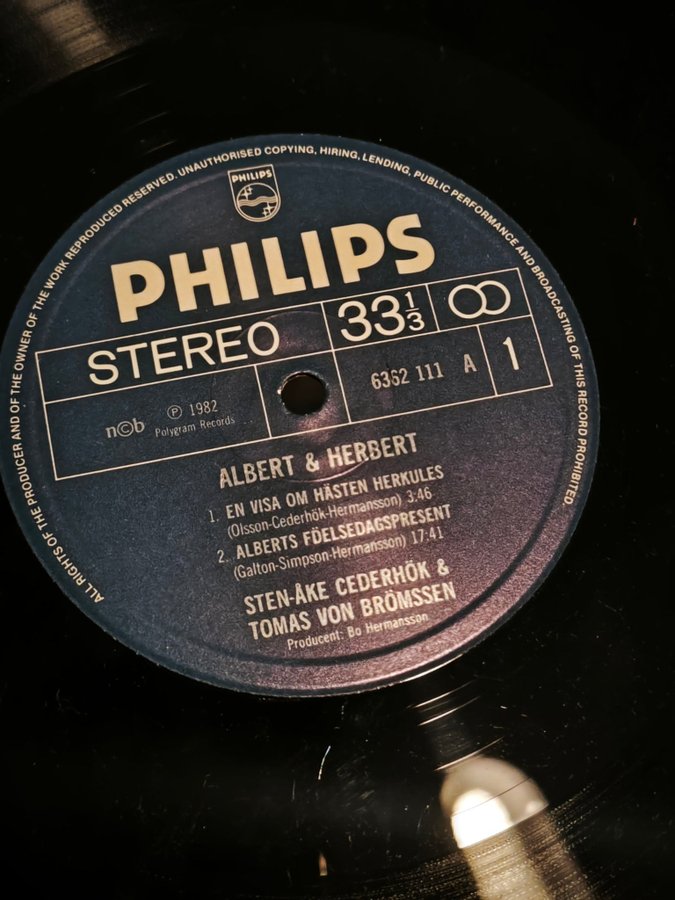 ALL RIGHTS OF THE PRODUCER AND OF THE OWNER OF THE WORK REPRODUCED RESERVED. UNAUTHORISED COPYING, HIRING, LENDING, PUBLIC PERFORMANCE AND BROADCASTING OF THIS RECORD PROHIBITED.
PHILIPS
PHILIPS
STEREO 33 1/3
n©b ℗ 1982
Polygram Records
6362 111 A 1
ALBERT & HERBERT
1. EN VISA OM HÄSTEN HERKULES
(Olsson-Cederhök-Hermansson) 3:46
2. ALBERTS FÖELSEDAGSPRESENT
(Galton-Simpson-Hermansson) 17:41
STEN-ÅKE CEDERHÖK &
TOMAS VON BRÖMSSEN
Producent: Bo Hermansson